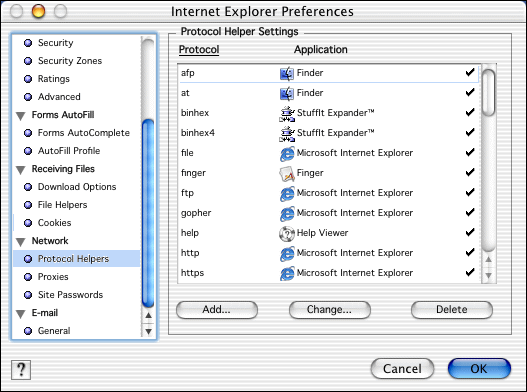 Internet Explorer Preferences
Security
Security Zones
Ratings
Advanced
Forms AutoFill
Forms AutoComplete
AutoFill Profile
Receiving Files
Download Options
File Helpers
Cookies
Network
Protocol Helpers
Proxies
Site Passwords
E-mail
General
Protocol Helper Settings
Protocol Application
afp Finder ✓
at Finder ✓
binhex StuffIt Expander™ ✓
binhex4 StuffIt Expander™ ✓
file Microsoft Internet Explorer ✓
finger Finger ✓
ftp Microsoft Internet Explorer ✓
gopher Microsoft Internet Explorer ✓
help Help Viewer ✓
http Microsoft Internet Explorer ✓
https Microsoft Internet Explorer ✓
Add... Change... Delete
? Cancel OK